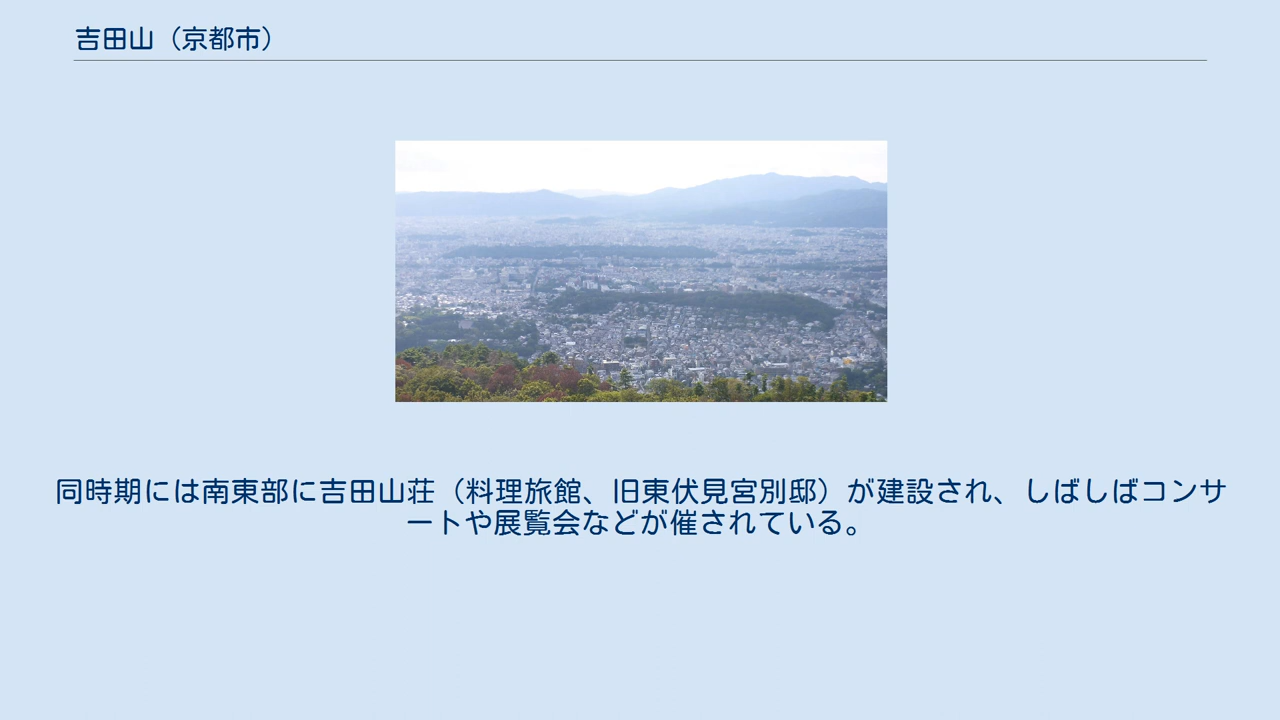 吉田山（京都市）
同時期には南東部に吉田山荘（料理旅館、旧東伏見宮別邸）が建設され、しばしばコンサ
ートや展覧会などが催されている。